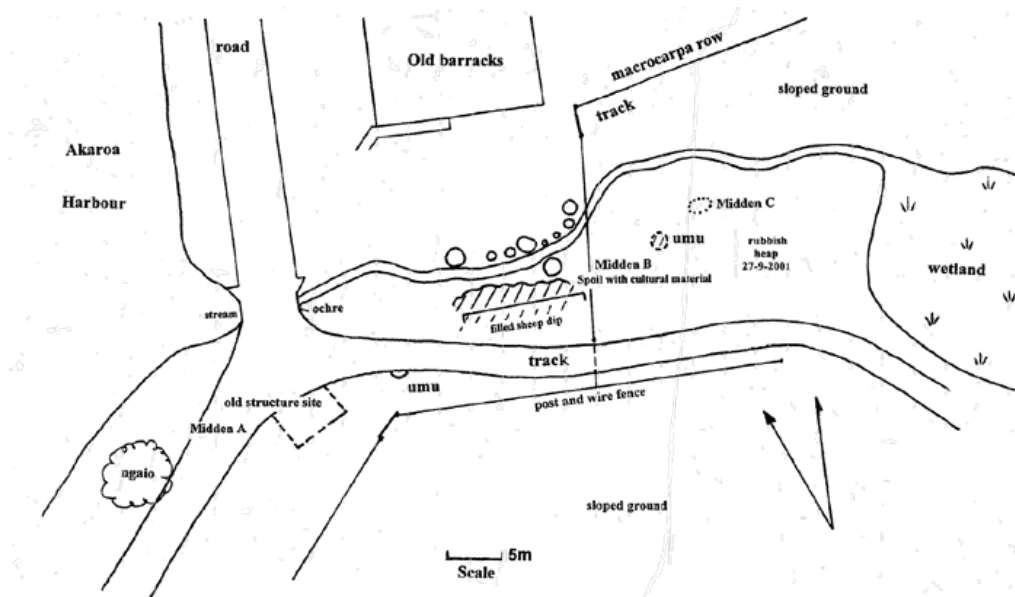 road
Old barracks
macrocarpa row
track
sloped ground
Akaroa
Harbour
Midden C
umu
rubbish
heap
27-9-2001
wetland
Midden B
Spoil with cultural material
stream
ochre
filled sheep dip
track
umu
post and wire fence
old structure site
Midden A
ngaio
sloped ground
5m
Scale